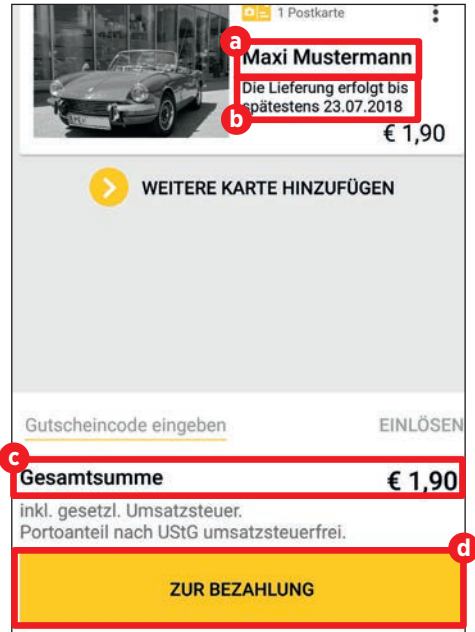 1 Postkarte
a
Maxi Mustermann
Die Lieferung erfolgt bis
spätestens 23.07.2018
b
€ 1,90
WEITERE KARTE HINZUFÜGEN
Gutscheincode eingeben EINLÖSEN
c
Gesamtsumme € 1,90
inkl. gesetzl. Umsatzsteuer.
Portoanteil nach UStG umsatzsteuerfrei.
d
ZUR BEZAHLUNG